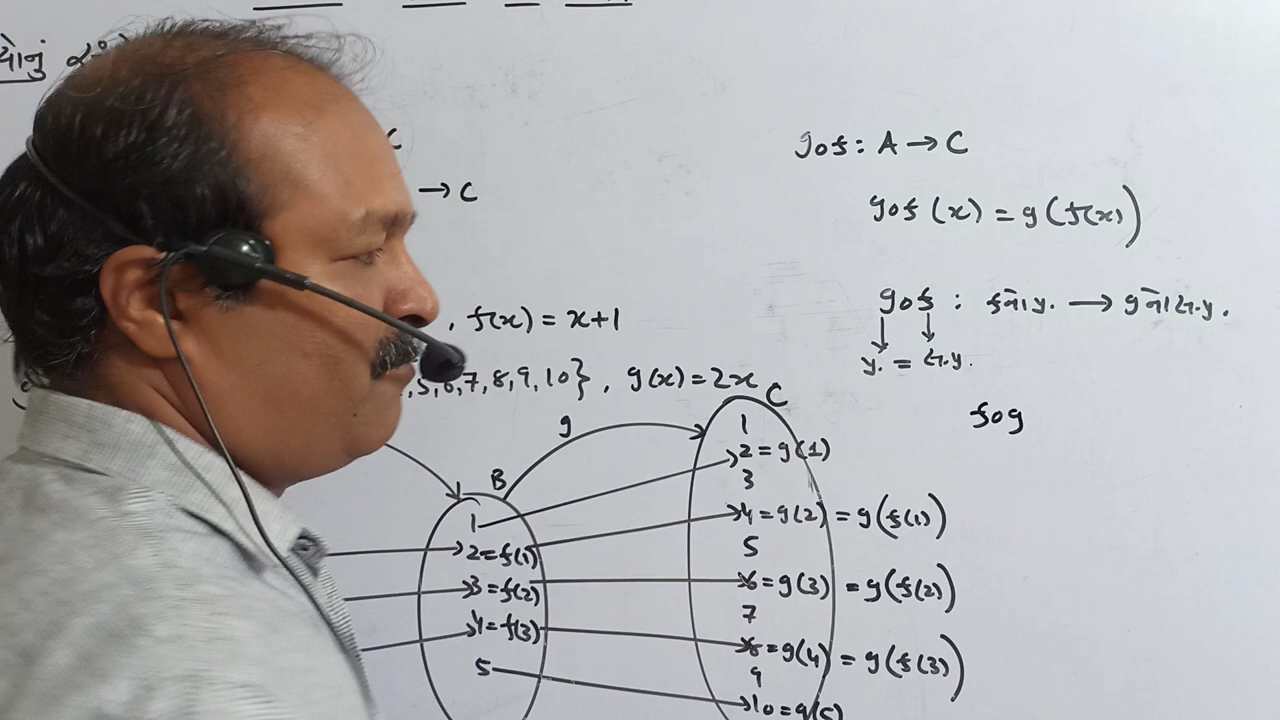 યોનું
C
→ C
gof : A → C
gof (x) = g(f(x))
, f(x) = x+1
,5,6,7,8,9,10}, g(x) = 2x
gof : f નો y. → g નો
y. =
fog
g
B
C
1
2 = f(1)
3 = f(2)
4 = f(3)
5
1
2 = g(1)
3
4 = g(2) = g(f(1))
5
6 = g(3) = g(f(2))
7
8 = g(4) = g(f(3))
9
10 = g(5)